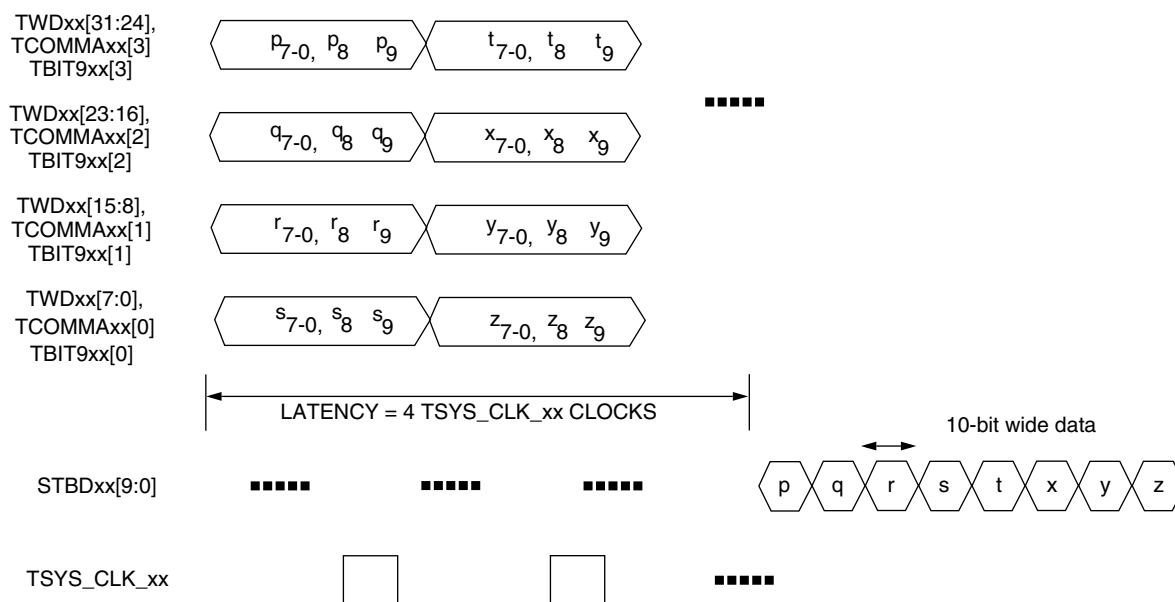 TWDxx[31:24],
TCOMMAxx[3]
TBIT9xx[3]
p7-0, p8 p9
t7-0, t8 t9
TWDxx[23:16],
TCOMMAxx[2]
TBIT9xx[2]
q7-0, q8 q9
x7-0, x8 x9
TWDxx[15:8],
TCOMMAxx[1]
TBIT9xx[1]
r7-0, r8 r9
y7-0, y8 y9
TWDxx[7:0],
TCOMMAxx[0]
TBIT9xx[0]
s7-0, s8 s9
z7-0, z8 z9
LATENCY = 4 TSYS_CLK_xx CLOCKS
10-bit wide data
STBDxx[9:0]
p q r s t x y z
TSYS_CLK_xx